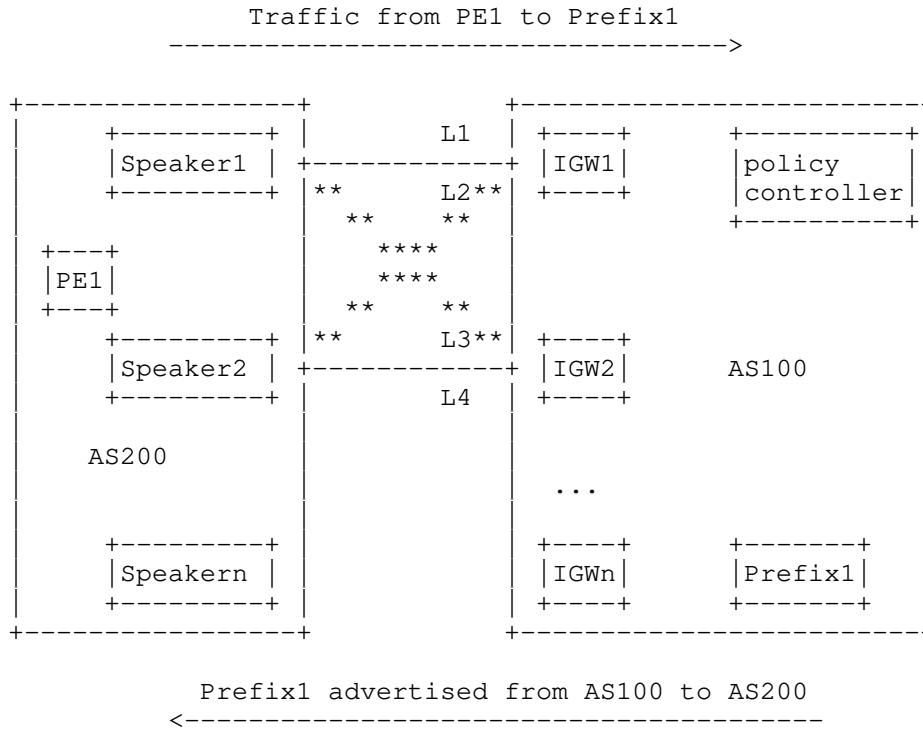 Traffic from PE1 to Prefix1
L1
Speaker1 IGW1 policy
L2 controller
PE1
L3
Speaker2 IGW2 AS100
L4
AS200
...
Speakern IGWn Prefix1
Prefix1 advertised from AS100 to AS200